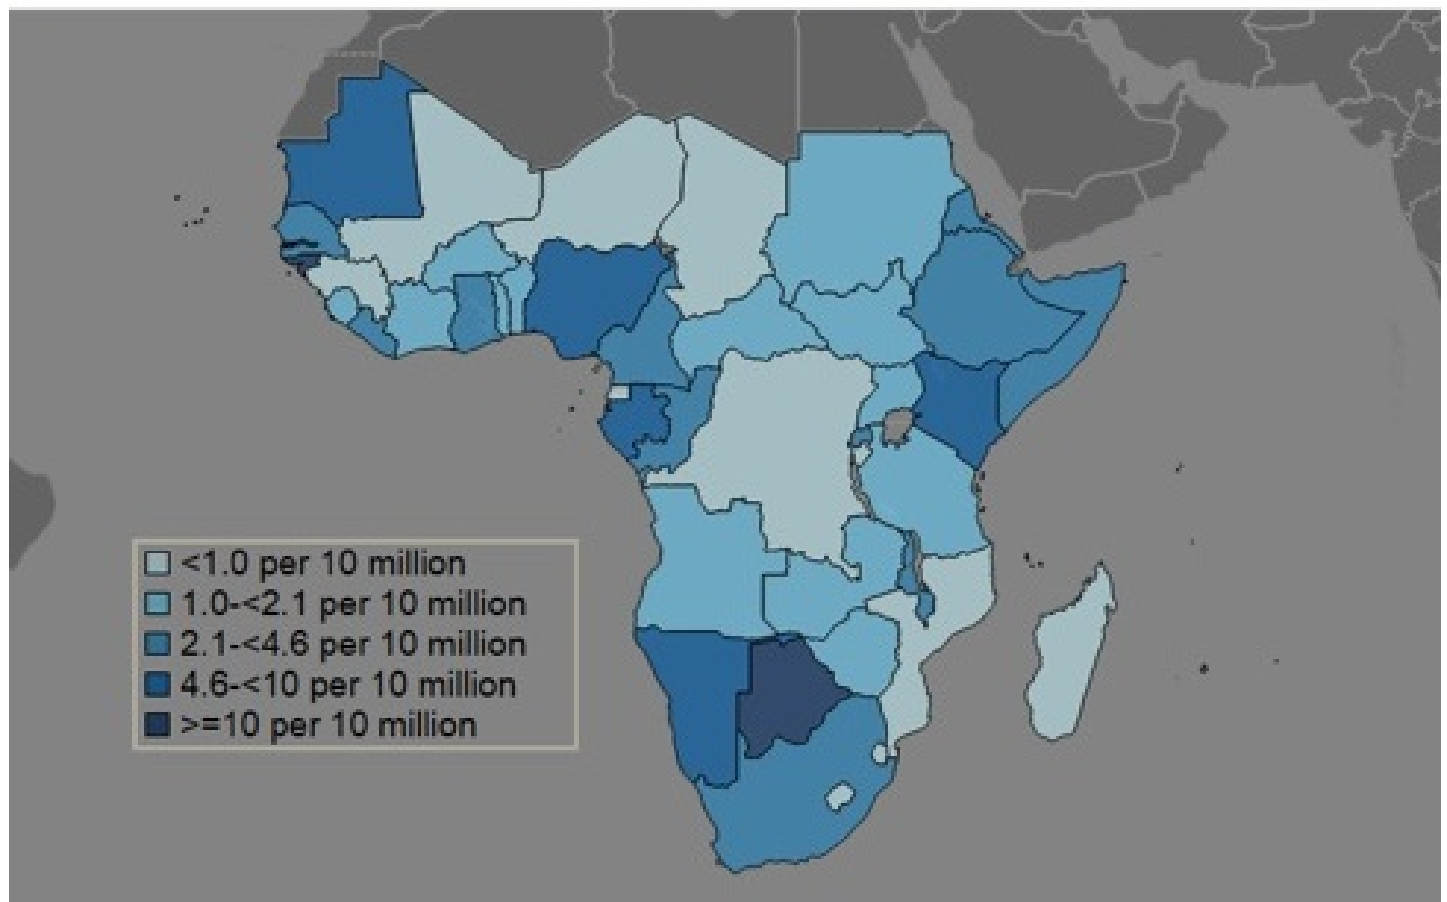 <1.0 per 10 million
1.0-<2.1 per 10 million
2.1-<4.6 per 10 million
4.6-<10 per 10 million
>=10 per 10 million